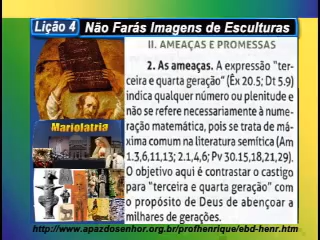 Lição 4 Não Farás Imagens de Esculturas
II. AMEAÇAS E PROMESSAS
2. As ameaças. A expressão "ter-
ceira e quarta geração" (Êx 20.5; Dt 5.9)
indica qualquer número ou plenitude e
não se refere necessariamente à nume-
ração matemática, pois se trata de má-
xima comum na literatura semítica (Am
1.3,6,11,13; 2.1,4,6; Pv 30.15,18,21,29).
O objetivo aqui é contrastar o castigo
para "terceira e quarta geração" com
o propósito de Deus de abençoar a
milhares de gerações.
Mariolatria
http://www.apazdosenhor.org.br/profhenrique/ebd-henr.htm